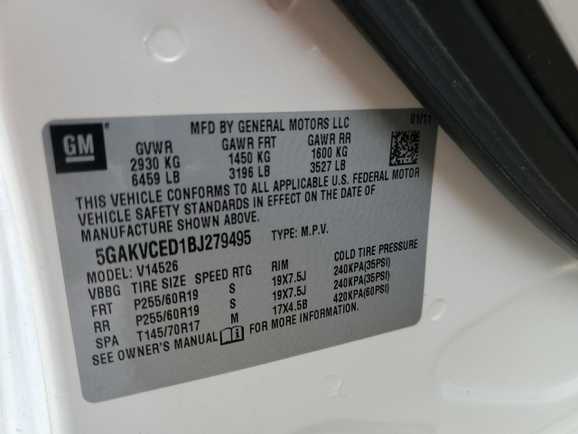 GM
MFD BY GENERAL MOTORS LLC 01/11
GVWR GAWR FRT GAWR RR
2930 KG 1450 KG 1600 KG
6459 LB 3196 LB 3527 LB
THIS VEHICLE CONFORMS TO ALL APPLICABLE U.S. FEDERAL MOTOR
VEHICLE SAFETY STANDARDS IN EFFECT ON THE DATE OF
MANUFACTURE SHOWN ABOVE.
5GAKVCED1BJ279495 TYPE: M.P.V.
MODEL: V14526
VBBG TIRE SIZE SPEED RTG RIM COLD TIRE PRESSURE
FRT P255/60R19 S 19X7.5J 240KPA(35PSI)
RR P255/60R19 S 19X7.5J 240KPA(35PSI)
SPA T145/70R17 M 17X4.5B 420KPA(60PSI)
SEE OWNER'S MANUAL FOR MORE INFORMATION.